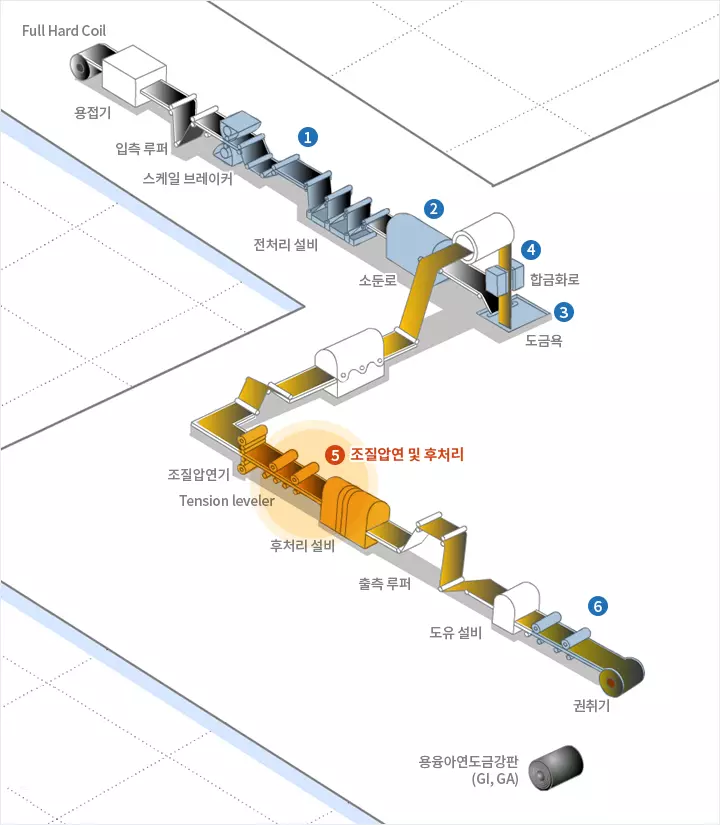 Full Hard Coil
용접기
1
입측 루퍼
스케일 브레이커
2
전처리 설비
4
소둔로
합금화로
3
도금욕
5 조질압연 및 후처리
조질압연기
Tension leveler
후처리 설비
출측 루퍼
6
도유 설비
권취기
용융아연도금강판
(GI, GA)